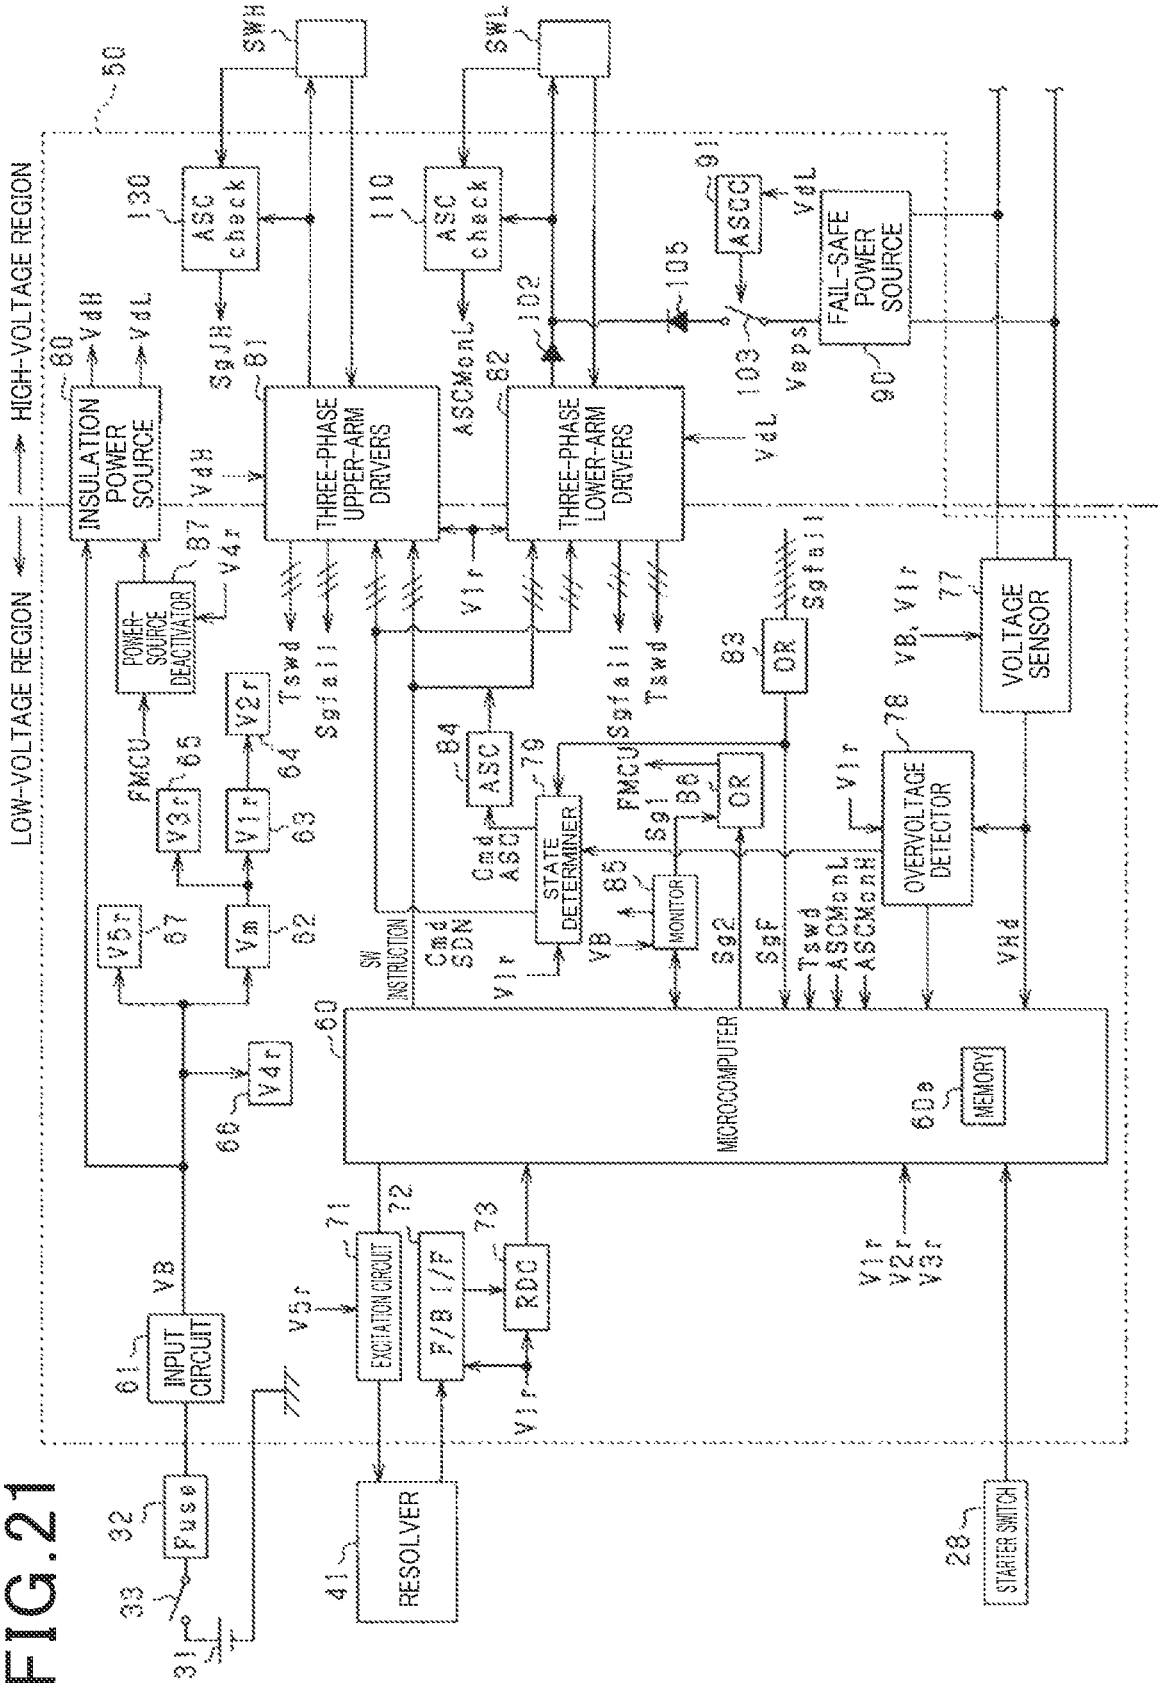 FIG.21
LOW-VOLTAGE REGION
HIGH-VOLTAGE REGION
50
31
33
32
Fuse
61
INPUT
CIRCUIT
VB
66
V4r
67
V5r
62
Vm
65
V3r
63
V1r
64
V2r
FMCU
POWER-
SOURCE
DEACTIVATOR
87
V4r
80
INSULATION
POWER
SOURCE
VdH
VdL
VdH
81
THREE-PHASE
UPPER-ARM
DRIVERS
Tswd
Sgfail
V1r
130
ASC
check
SgJH
SWH
82
THREE-PHASE
LOWER-ARM
DRIVERS
VdL
Sgfail
Tswd
110
ASC
check
ASCMonL
SWL
102
105
103
91
ASCC
VdL
Veps
90
FAIL-SAFE
POWER
SOURCE
41
RESOLVER
V5r
71
EXCITATION CIRCUIT
72
F/B I/F
73
RDC
V1r
60
MICROCOMPUTER
60a
MEMORY
SW
INSTRUCTION
Cmd
SDN
V1r
79
STATE
DETERMINER
Cmd
ASC
84
ASC
VB
85
MONITOR
Sg1
86
OR
FMCU
Sg2
SgF
83
OR
Sgfail
Tswd
ASCMonL
ASCMonH
V1r
78
OVERVOLTAGE
DETECTOR
VHd
VB, V1r
77
VOLTAGE
SENSOR
V1r
V2r
V3r
28
STARTER SWITCH